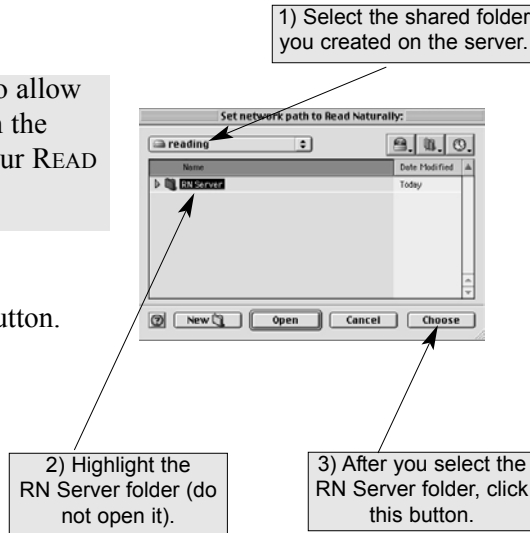 1) Select the shared folder
you created on the server.
o allow
n the
ur READ
utton.
Set network path to Read Naturally:
reading
Name
Date Modified
RN Server
Today
New
Open
Cancel
Choose
2) Highlight the
RN Server folder (do
not open it).
3) After you select the
RN Server folder, click
this button.